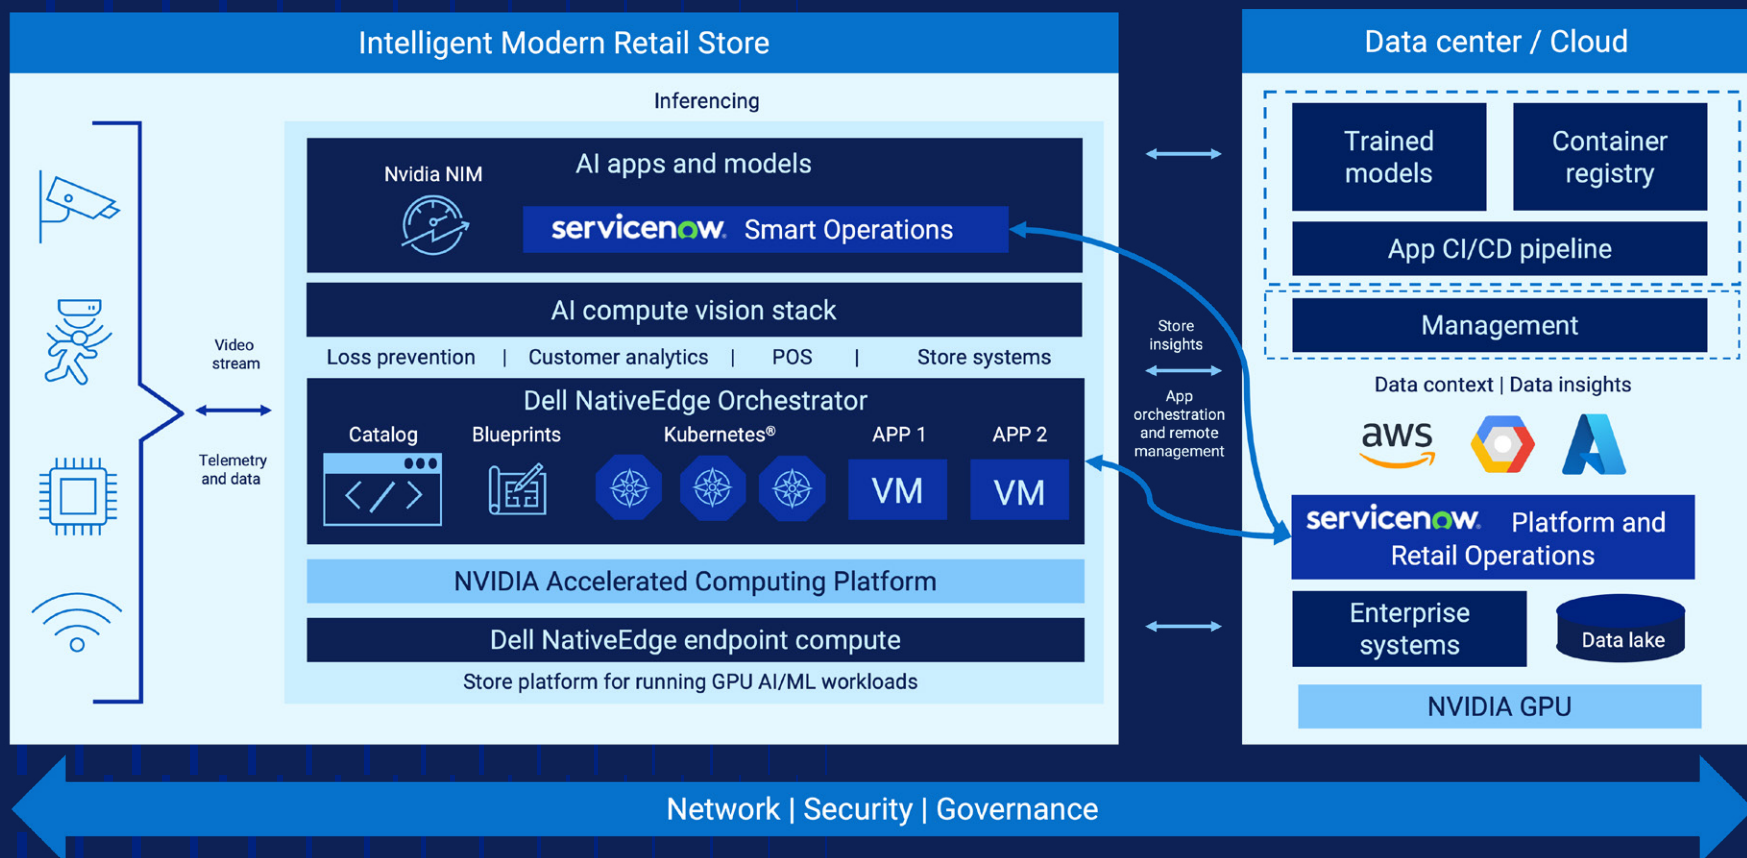 Intelligent Modern Retail Store
Inferencing
Nvidia NIM
AI apps and models
servicenow. Smart Operations
AI compute vision stack
Loss prevention | Customer analytics | POS | Store systems
Dell NativeEdge Orchestrator
Catalog
Blueprints
Kubernetes®
APP 1
APP 2
VM
VM
NVIDIA Accelerated Computing Platform
Dell NativeEdge endpoint compute
Store platform for running GPU AI/ML workloads
Video
stream
Telemetry
and data
Store
insights
App
orchestration
and remote
management
Data center / Cloud
Trained
models
Container
registry
App CI/CD pipeline
Management
Data context | Data insights
aws
servicenow. Platform and
Retail Operations
Enterprise
systems
Data lake
NVIDIA GPU
Network | Security | Governance